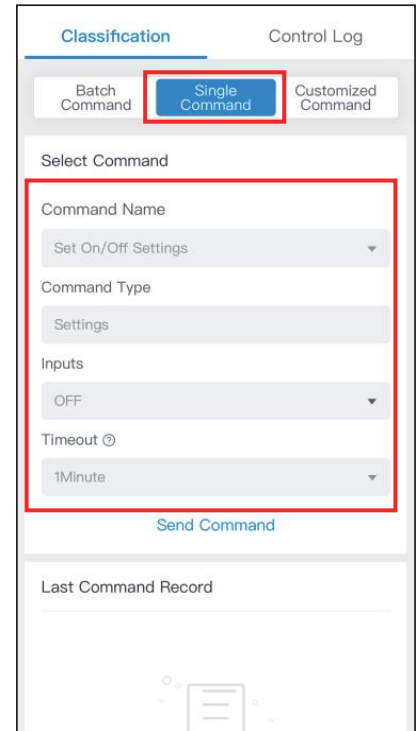 Classification Control Log
Batch Single Customized
Command Command Command
Select Command
Command Name
Set On/Off Settings
Command Type
Settings
Inputs
OFF
Timeout ?
1Minute
Send Command
Last Command Record